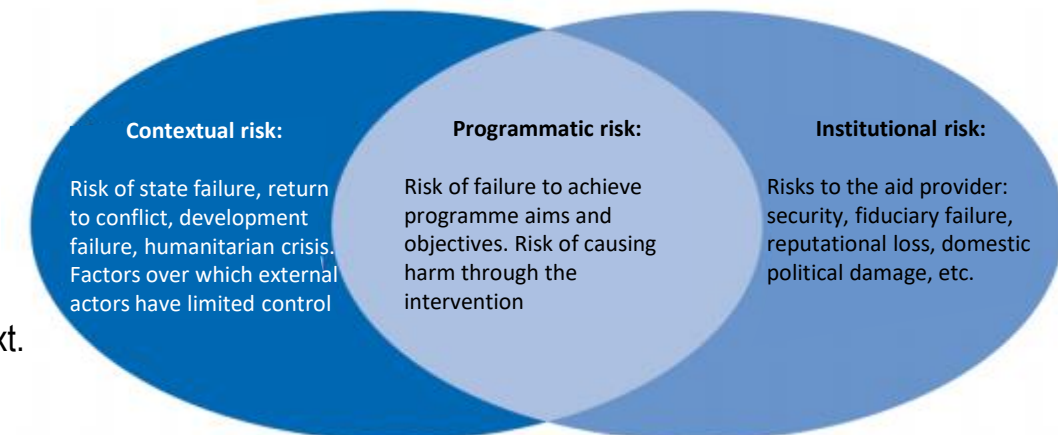 Contextual risk:
Risk of state failure, return
to conflict, development
failure, humanitarian crisis.
Factors over which external
actors have limited control
Programmatic risk:
Risk of failure to achieve
programme aims and
objectives. Risk of causing
harm through the
intervention
Institutional risk:
Risks to the aid provider:
security, fiduciary failure,
reputational loss, domestic
political damage, etc.
xt.